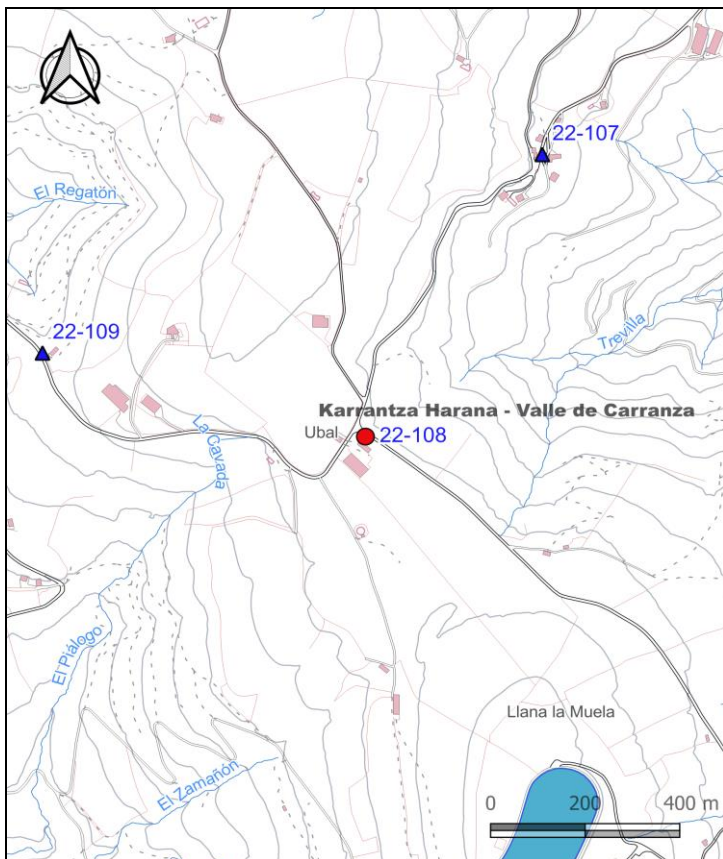 22-107
El Regatón
Trevilla
22-109
Karrantza Harana - Valle de Carranza
Ubal
22-108
La Cavada
El Piálogo
Llana la Muela
El Zamañón
0 200 400 m